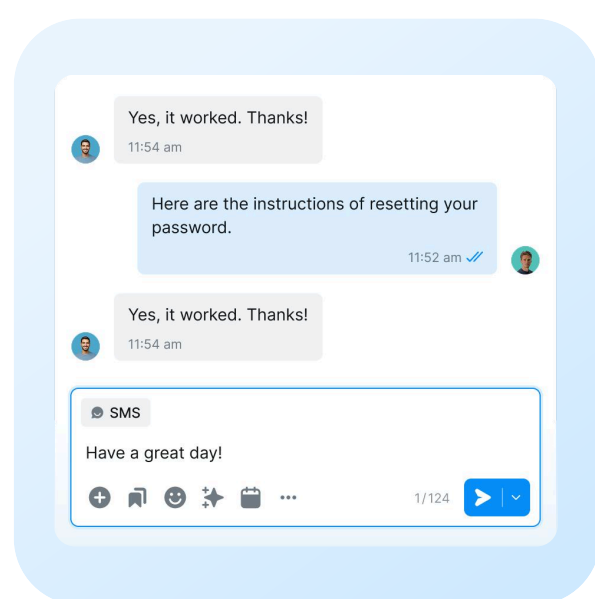 Yes, it worked. Thanks!
11:54 am
Here are the instructions of resetting your
password.
11:52 am
Yes, it worked. Thanks!
11:54 am
SMS
Have a great day!
1/124